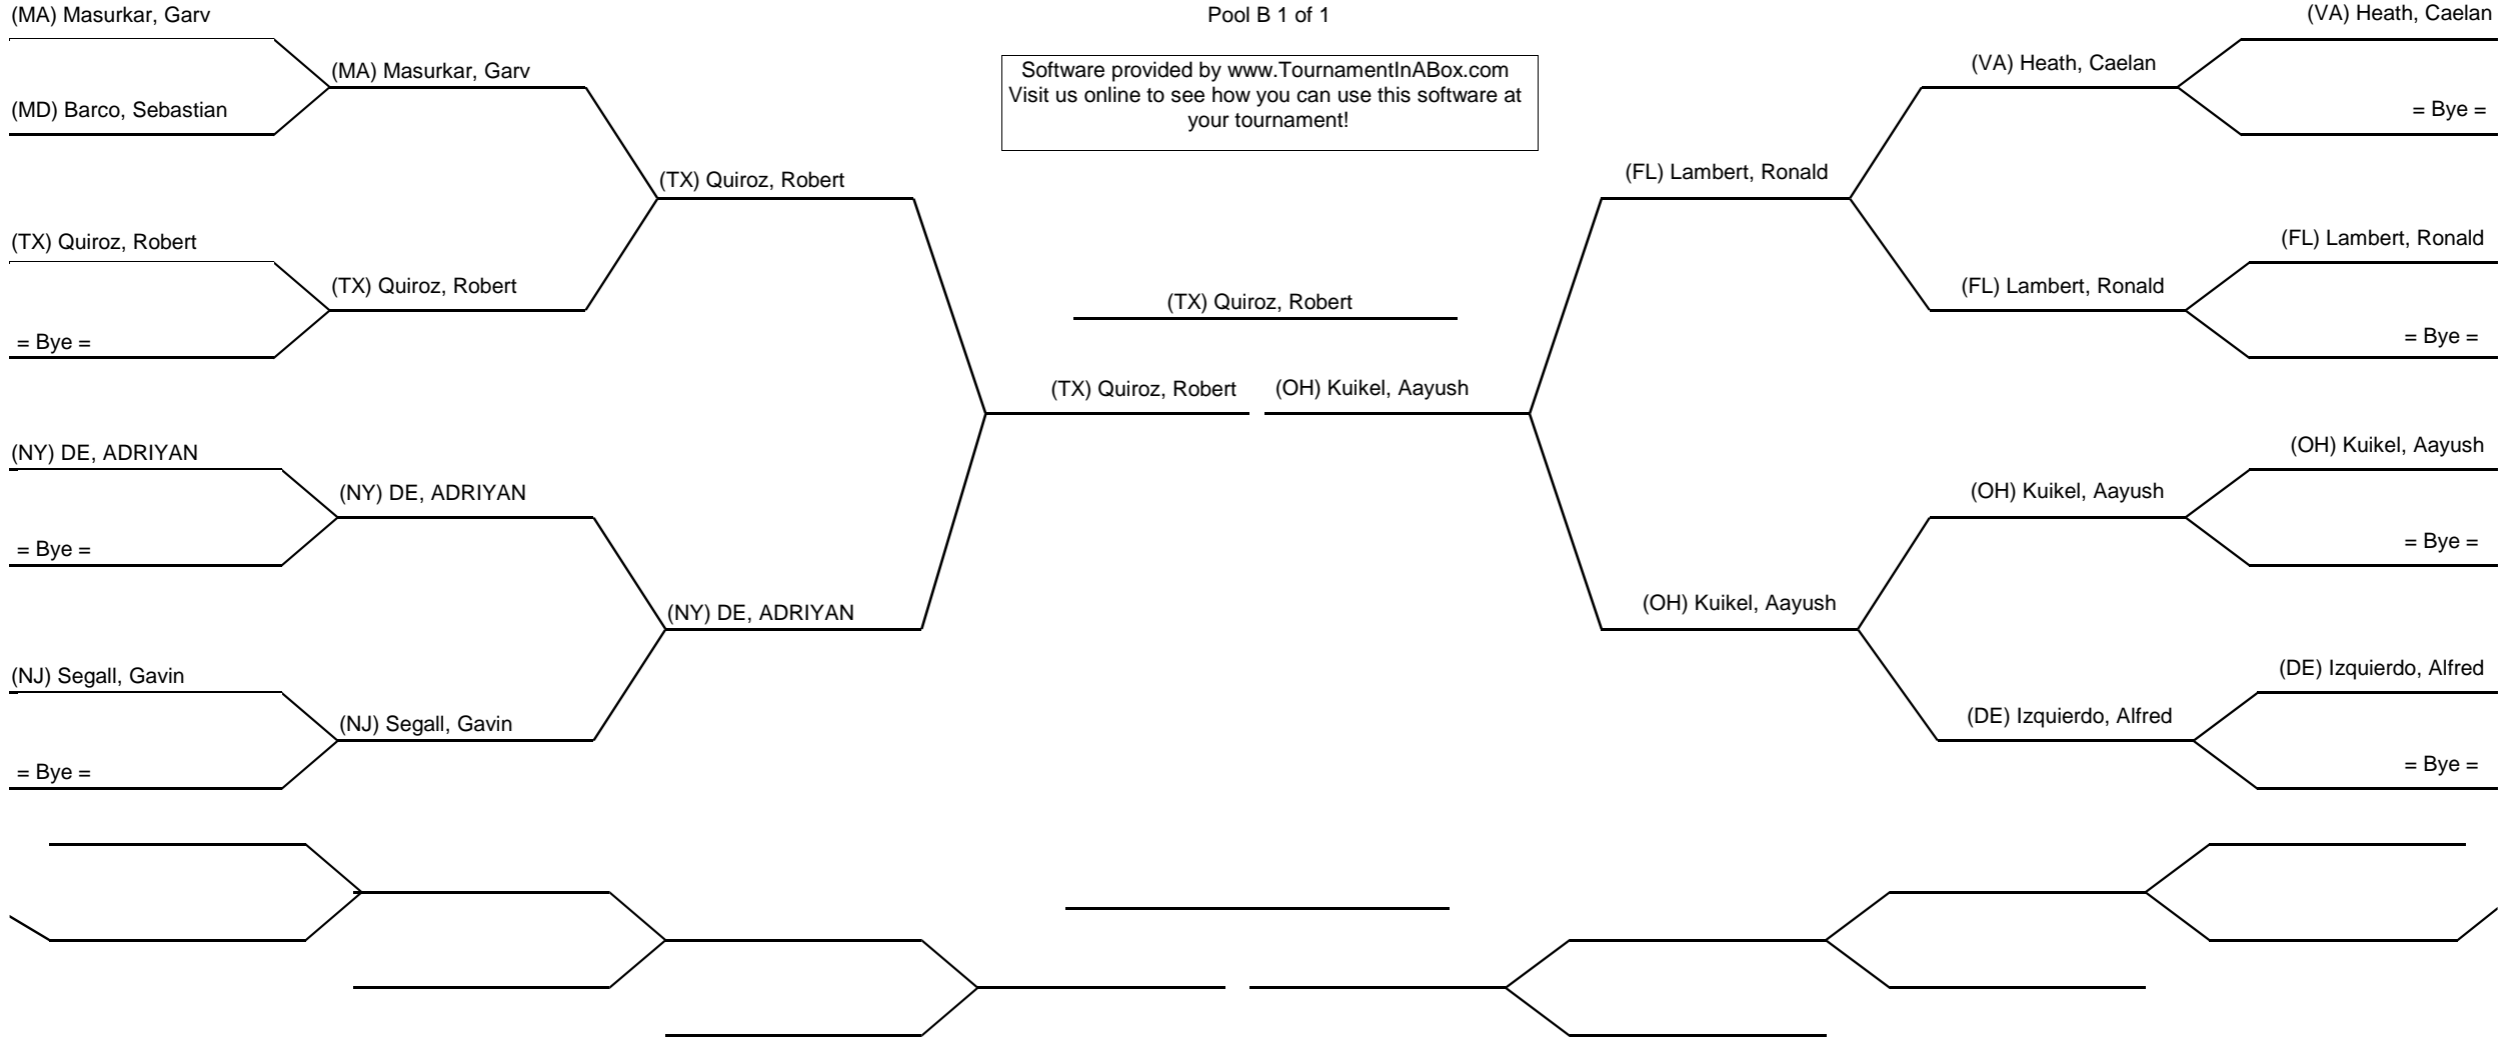 (MA) Masurkar, Garv
Pool B 1 of 1
(VA) Heath, Caelan
(MA) Masurkar, Garv
Software provided by www.TournamentInABox.com
Visit us online to see how you can use this software at
your tournament!
(VA) Heath, Caelan
(MD) Barco, Sebastian
= Bye =
(TX) Quiroz, Robert
(FL) Lambert, Ronald
(TX) Quiroz, Robert
(FL) Lambert, Ronald
(TX) Quiroz, Robert
(TX) Quiroz, Robert
(FL) Lambert, Ronald
= Bye =
= Bye =
(TX) Quiroz, Robert
(OH) Kuikel, Aayush
(NY) DE, ADRIYAN
(OH) Kuikel, Aayush
(NY) DE, ADRIYAN
(OH) Kuikel, Aayush
= Bye =
= Bye =
(NY) DE, ADRIYAN
(OH) Kuikel, Aayush
(NJ) Segall, Gavin
(DE) Izquierdo, Alfred
(NJ) Segall, Gavin
(DE) Izquierdo, Alfred
= Bye =
= Bye =